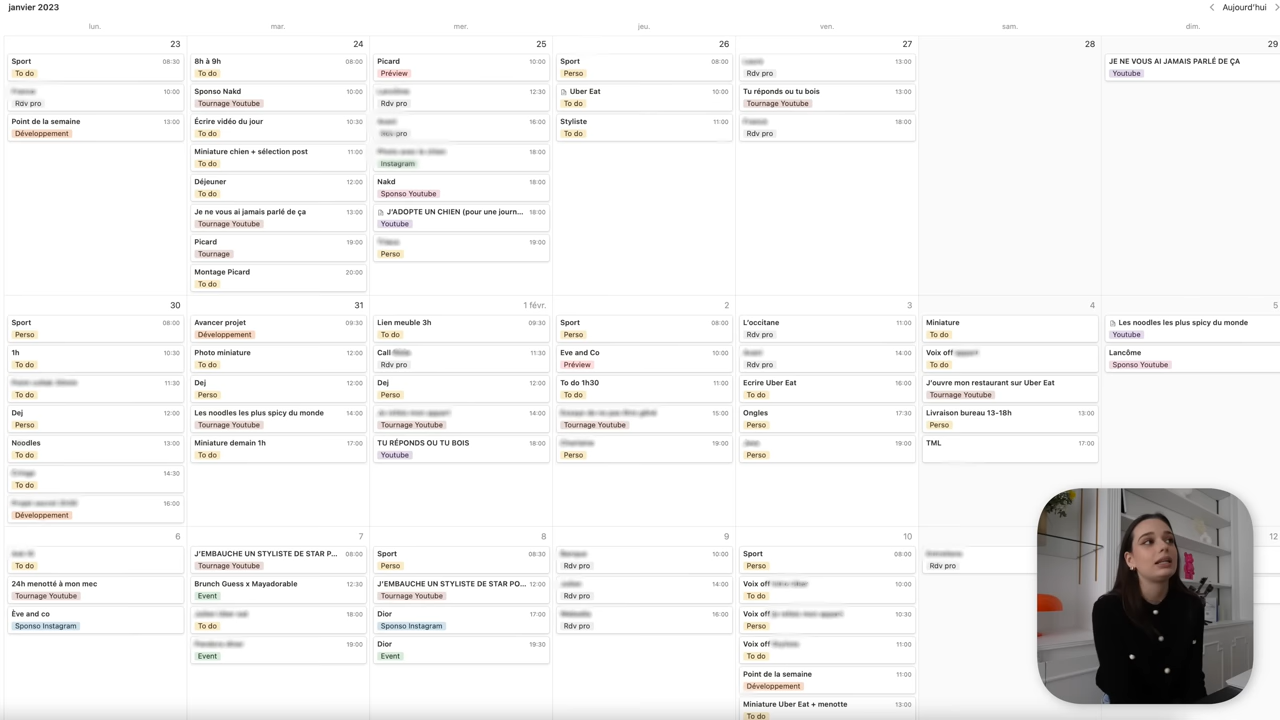 janvier 2023
Aujourd'hui
lun.
mar.
mer.
jeu.
ven.
sam.
dim.
23
Sport 08:30
To do
10:00
Rdv pro
Point de la semaine 13:00
Développement
24
8h à 9h 08:00
To do
Sponso Nakd 10:00
Tournage Youtube
Écrire vidéo du jour 10:30
To do
Miniature chien + sélection post 11:00
To do
Déjeuner 12:00
To do
Je ne vous ai jamais parlé de ça 13:00
Tournage Youtube
Picard 19:00
Tournage
Montage Picard 20:00
To do
25
Picard 10:00
Préview
12:30
Rdv pro
16:00
Rdv pro
18:00
Instagram
Nakd 18:00
Sponso Youtube
J'ADOPTE UN CHIEN (pour une journ... 18:00
Youtube
19:00
Perso
26
Sport 08:00
Perso
Uber Eat 10:00
To do
Styliste 11:00
To do
27
13:00
Rdv pro
Tu réponds ou tu bois 13:00
Tournage Youtube
18:00
Rdv pro
28
29
JE NE VOUS AI JAMAIS PARLÉ DE ÇA
Youtube
30
Sport 08:00
Perso
1h 10:30
To do
11:30
To do
Dej 12:00
Perso
Noodles 13:00
To do
14:30
To do
16:00
Développement
31
Avancer projet 09:30
Développement
Photo miniature 12:00
To do
Dej 12:00
Perso
Les noodles les plus spicy du monde 14:00
Tournage Youtube
Miniature demain 1h 17:00
To do
1 févr.
Lien meuble 3h 09:30
To do
Call 11:30
Rdv pro
Dej 12:00
Perso
14:00
Tournage Youtube
TU RÉPONDS OU TU BOIS 18:00
Youtube
2
Sport 08:00
Perso
Eve and Co 10:00
Préview
To do 1h30 11:00
To do
15:00
Tournage Youtube
19:00
Perso
3
L'occitane 11:00
Rdv pro
14:00
Rdv pro
Ecrire Uber Eat 16:00
To do
Ongles 17:30
Perso
19:00
Perso
4
Miniature
To do
Voix off
To do
J'ouvre mon restaurant sur Uber Eat
Tournage Youtube
Livraison bureau 13-18h 13:00
Perso
TML 17:00
5
Les noodles les plus spicy du monde
Youtube
Lancôme
Sponso Youtube
6
To do
24h menotté à mon mec
Tournage Youtube
Ève and co
Sponso Instagram
7
J'EMBAUCHE UN STYLISTE DE STAR P... 08:00
Tournage Youtube
Brunch Guess x Mayadorable 12:30
Event
18:00
To do
19:00
Event
8
Sport 08:30
Perso
J'EMBAUCHE UN STYLISTE DE STAR PO... 12:00
Tournage Youtube
Dior 17:00
Sponso Instagram
Dior 19:30
Event
9
10:00
Rdv pro
14:00
Rdv pro
16:00
Rdv pro
10
Sport 08:00
Perso
Voix off 10:00
To do
Voix off 10:30
Perso
Voix off 11:00
To do
Point de la semaine 11:00
Développement
Miniature Uber Eat + menotte 13:00
To do
Rdv pro
12